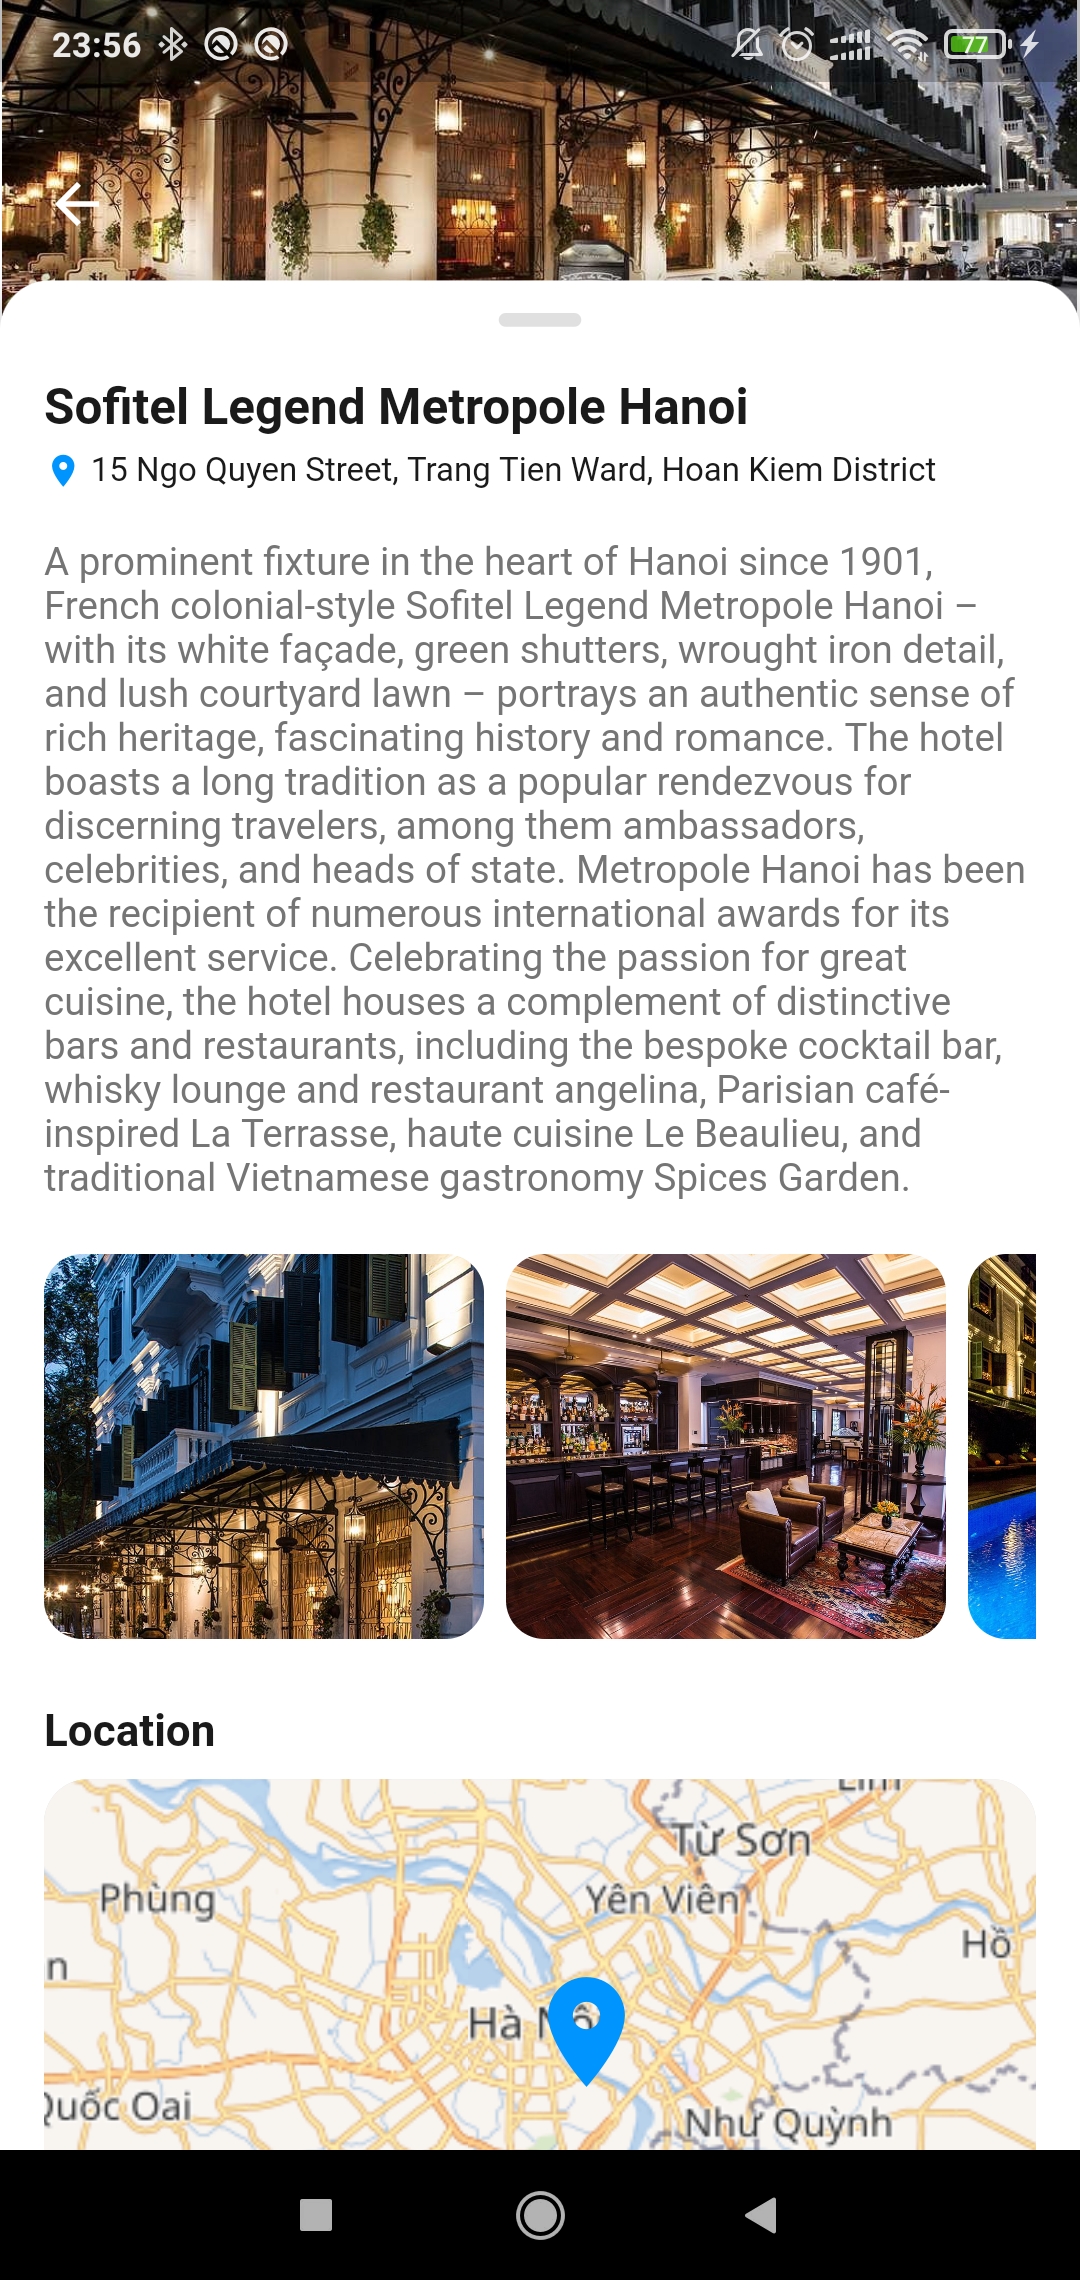 23:56
77
Sofitel Legend Metropole Hanoi
15 Ngo Quyen Street, Trang Tien Ward, Hoan Kiem District
A prominent fixture in the heart of Hanoi since 1901,
French colonial-style Sofitel Legend Metropole Hanoi –
with its white façade, green shutters, wrought iron detail,
and lush courtyard lawn – portrays an authentic sense of
rich heritage, fascinating history and romance. The hotel
boasts a long tradition as a popular rendezvous for
discerning travelers, among them ambassadors,
celebrities, and heads of state. Metropole Hanoi has been
the recipient of numerous international awards for its
excellent service. Celebrating the passion for great
cuisine, the hotel houses a complement of distinctive
bars and restaurants, including the bespoke cocktail bar,
whisky lounge and restaurant angelina, Parisian café-
inspired La Terrasse, haute cuisine Le Beaulieu, and
traditional Vietnamese gastronomy Spices Garden.
Location
Từ Sơn
Phùng
Yên Viên
Hồ
n
Hà
Quốc Oai
Như Quỳnh